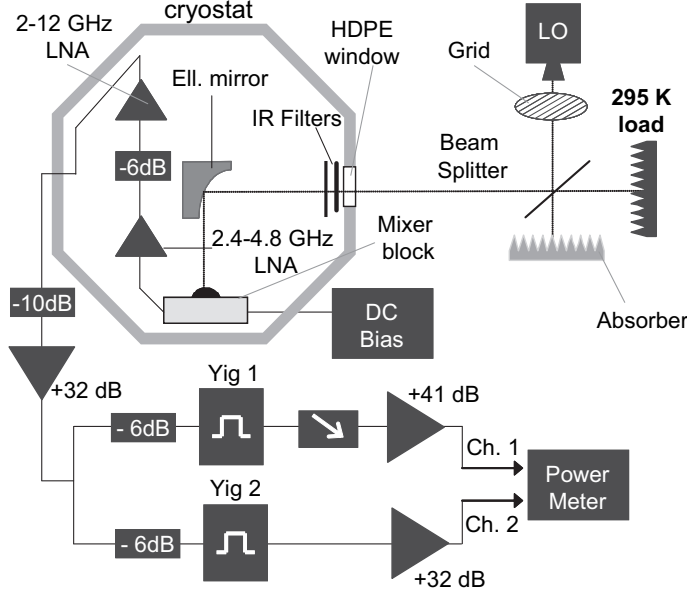 cryostat
2-12 GHz
LNA
HDPE
window
LO
Grid
Ell. mirror
295 K
load
IR Filters
Beam
Splitter
-6dB
2.4-4.8 GHz
LNA
Mixer
block
-10dB
DC
Bias
Absorber
+32 dB
Yig 1
+41 dB
- 6dB
Ch. 1
Power
Meter
Yig 2
Ch. 2
- 6dB
+32 dB